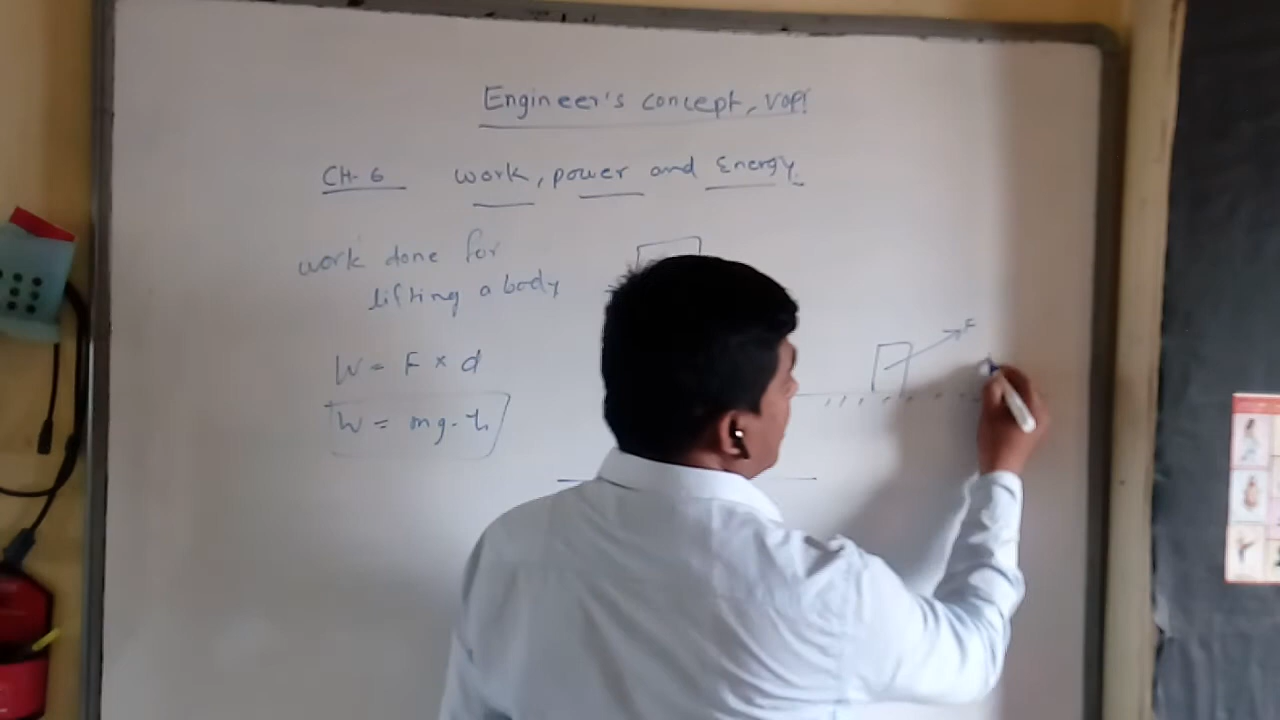 Engineer's concept, VOP!
CH-6 work, power and Energy
work done for
lifting a body
W = F × d
W = mg-h
F